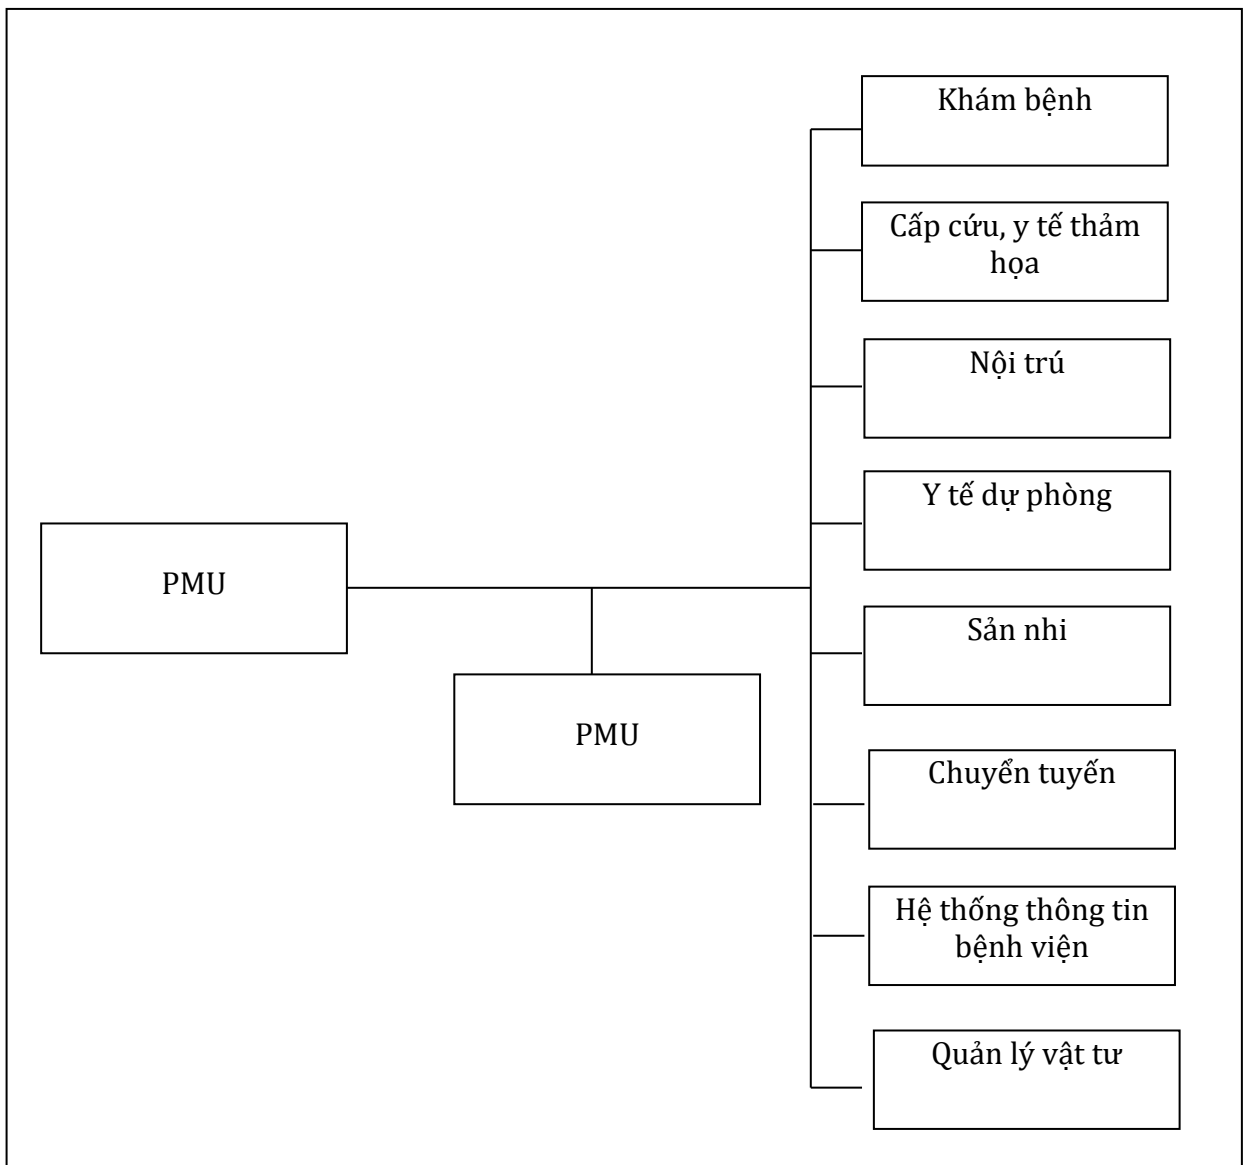 Khám bệnh
Cấp cứu, y tế thảm
họa
Nội trú
Y tế dự phòng
PMU
Sản nhi
PMU
Chuyển tuyến
Hệ thống thông tin
bệnh viện
Quản lý vật tư